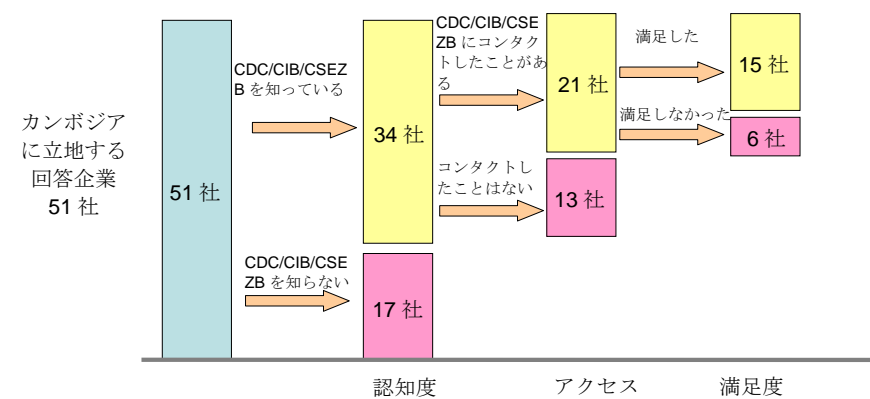 カンボジア
に立地する
回答企業
51 社
51 社
CDC/CIB/CSEZ
B を知っている
CDC/CIB/CSE
ZB を知らない
34 社
17 社
CDC/CIB/CSE
ZB にコンタク
トしたことがあ
る
コンタクトし
たことはない
21 社
13 社
満足した
満足しなかった
15 社
6 社
認知度
アクセス
満足度